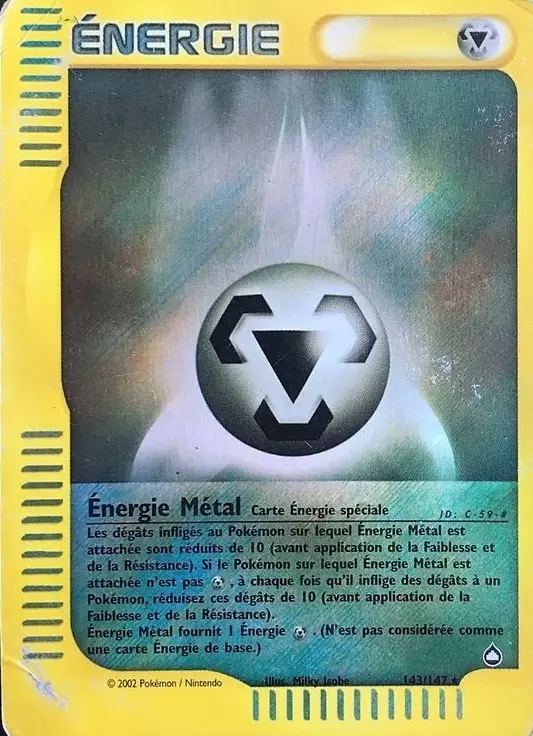 ÉNERGIE
Énergie Métal Carte Énergie spéciale ID: C-59-#
Les dégâts infligés au Pokémon sur lequel Énergie Métal est
attachée sont réduits de 10 (avant application de la Faiblesse et
de la Résistance). Si le Pokémon sur lequel Énergie Métal est
attachée n'est pas , à chaque fois qu'il inflige des dégâts à un
Pokémon, réduisez ces dégâts de 10 (avant application de la
Faiblesse et de la Résistance).
Énergie Métal fournit 1 Énergie . (N'est pas considérée comme
une carte Énergie de base.)
© 2002 Pokémon / Nintendo Illus. Milky Isobe 143/147 ★